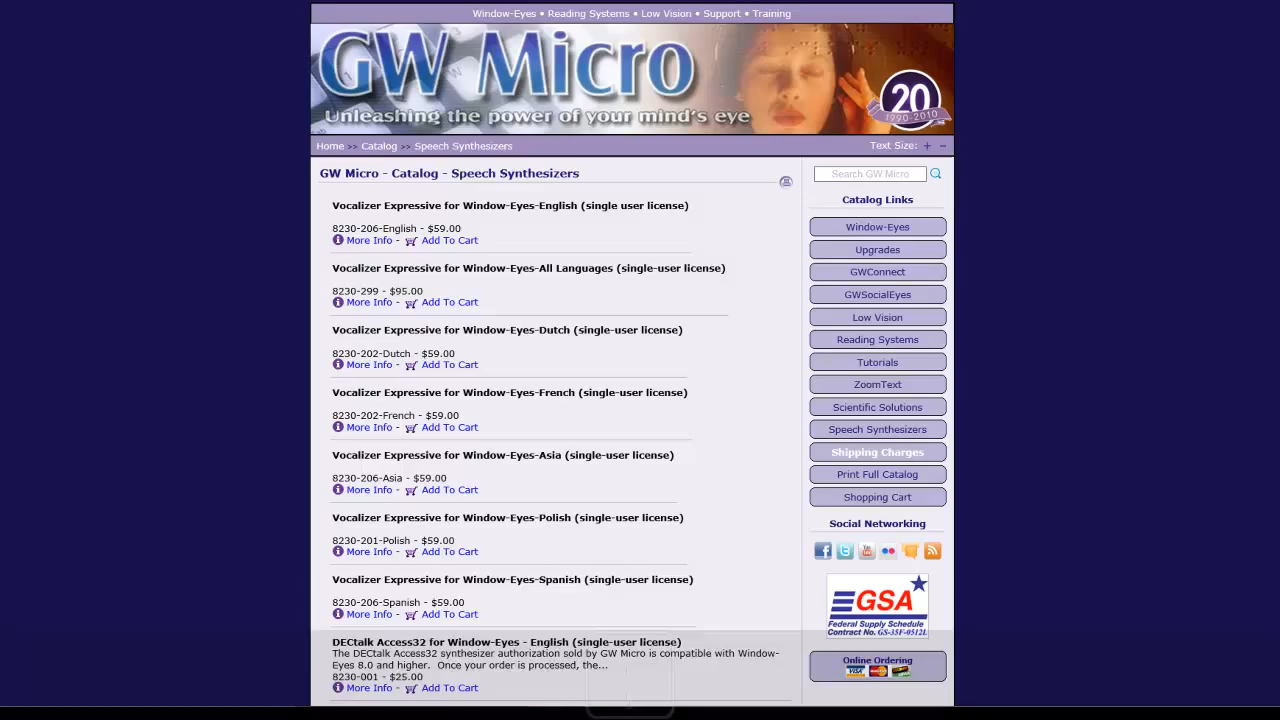 Window-Eyes • Reading Systems • Low Vision • Support • Training
GW Micro
Unleashing the power of your mind's eye
20
1990-2010
Home >> Catalog >> Speech Synthesizers
Text Size: + −
GW Micro - Catalog - Speech Synthesizers
Vocalizer Expressive for Window-Eyes-English (single user license)
8230-206-English - $59.00
More Info - Add To Cart
Vocalizer Expressive for Window-Eyes-All Languages (single-user license)
8230-299 - $95.00
More Info - Add To Cart
Vocalizer Expressive for Window-Eyes-Dutch (single-user license)
8230-202-Dutch - $59.00
More Info - Add To Cart
Vocalizer Expressive for Window-Eyes-French (single-user license)
8230-202-French - $59.00
More Info - Add To Cart
Vocalizer Expressive for Window-Eyes-Asia (single-user license)
8230-206-Asia - $59.00
More Info - Add To Cart
Vocalizer Expressive for Window-Eyes-Polish (single-user license)
8230-201-Polish - $59.00
More Info - Add To Cart
Vocalizer Expressive for Window-Eyes-Spanish (single-user license)
8230-206-Spanish - $59.00
More Info - Add To Cart
DECtalk Access32 for Window-Eyes - English (single-user license)
The DECtalk Access32 synthesizer authorization sold by GW Micro is compatible with Window-
Eyes 8.0 and higher. Once your order is processed, the...
8230-001 - $25.00
More Info - Add To Cart
Search GW Micro
Catalog Links
Window-Eyes
Upgrades
GWConnect
GWSocialEyes
Low Vision
Reading Systems
Tutorials
ZoomText
Scientific Solutions
Speech Synthesizers
Shipping Charges
Print Full Catalog
Shopping Cart
Social Networking
You Tube
GSA
Federal Supply Schedule
Contract No. GS-35F-0512L
Online Ordering
VISA